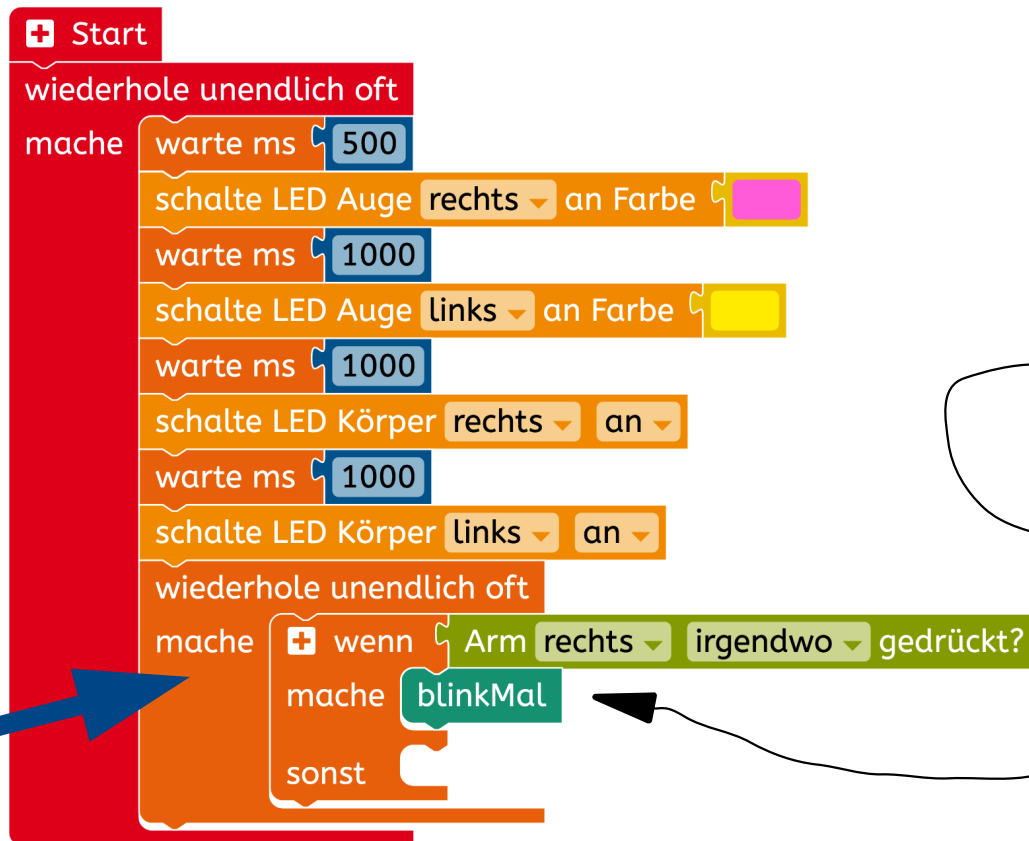 Start
wiederhole unendlich oft
mache warte ms 500
schalte LED Auge rechts an Farbe
warte ms 1000
schalte LED Auge links an Farbe
warte ms 1000
schalte LED Körper rechts an
warte ms 1000
schalte LED Körper links an
wiederhole unendlich oft
mache wenn Arm rechts irgendwo gedrückt?
mache blinkMal
sonst